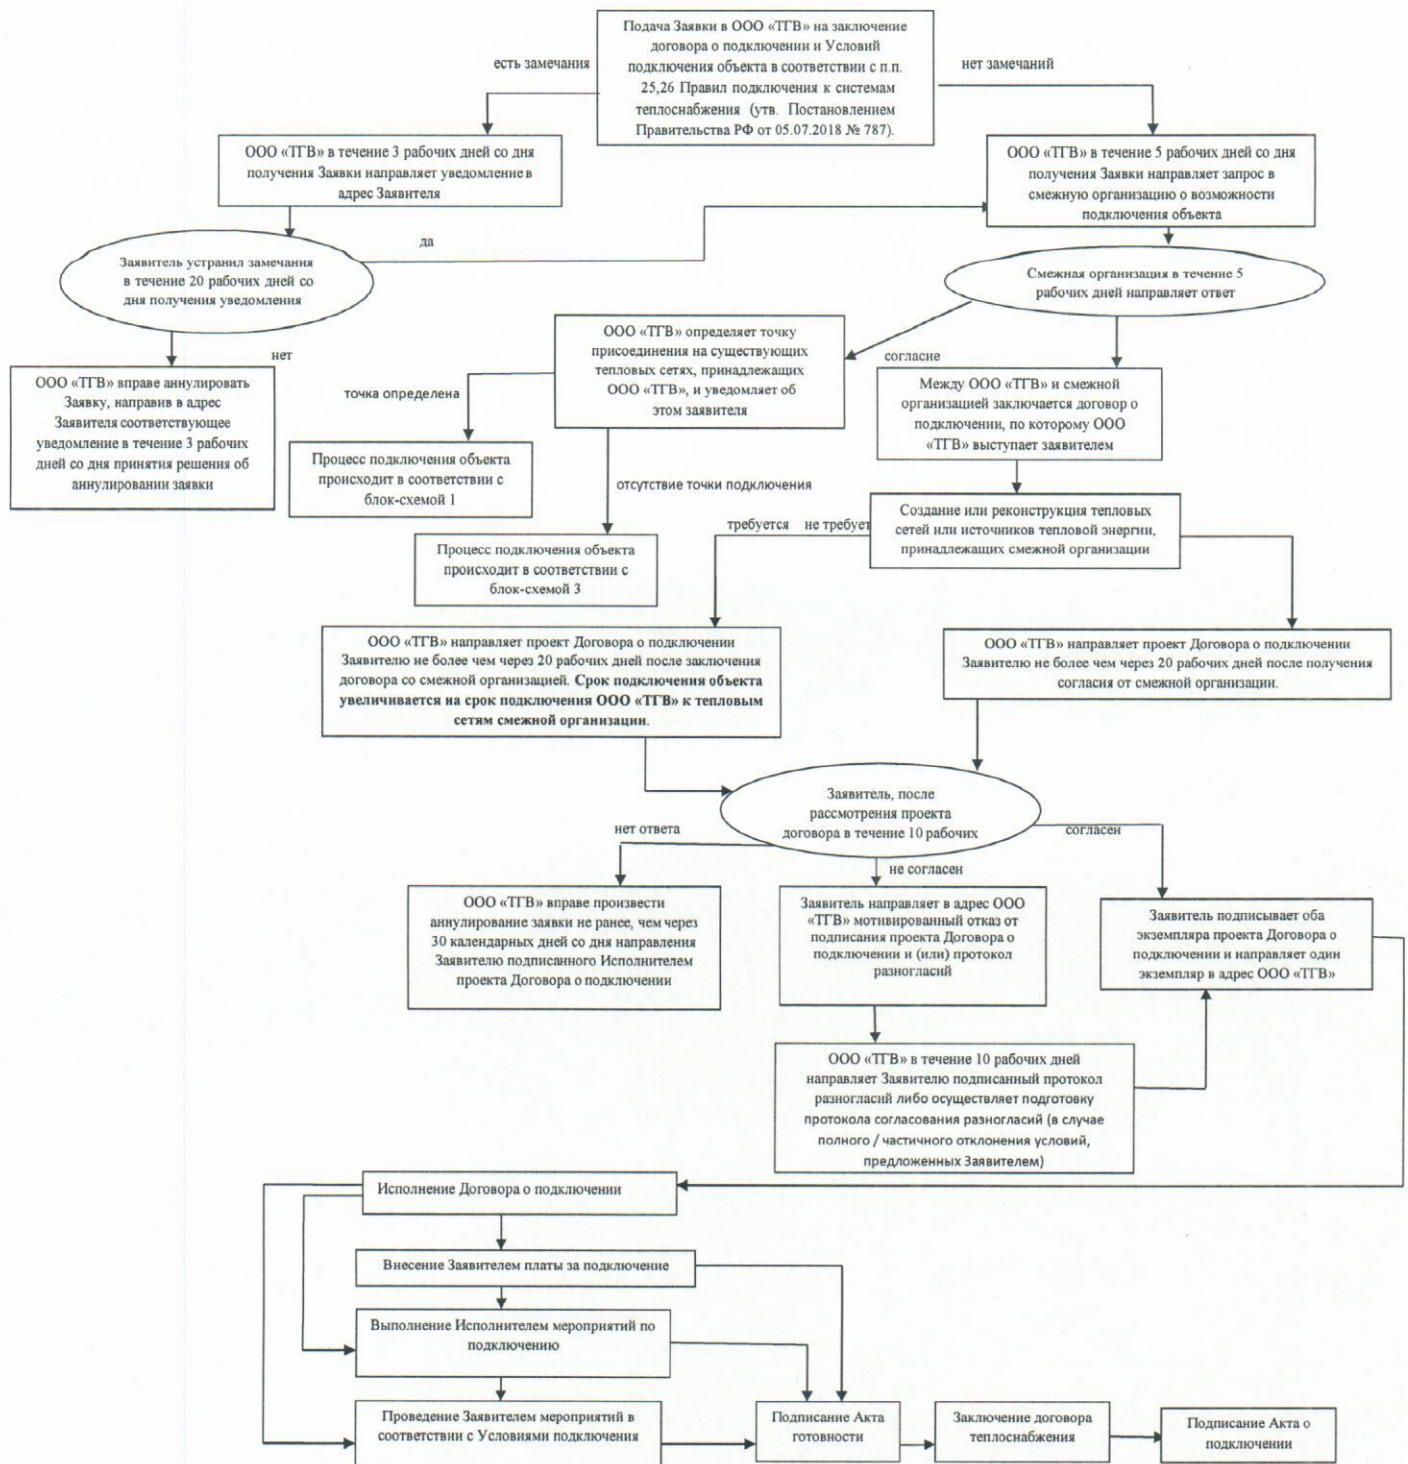 Подача Заявки в ООО «ТГВ» на заключение
договора о подключении и Условий
подключения объекта в соответствии с п.п.
25,26 Правил подключения к системам
теплоснабжения (утв. Постановлением
Правительства РФ от 05.07.2018 № 787).
есть замечания
нет замечаний
ООО «ТГВ» в течение 3 рабочих дней со дня
получения Заявки направляет уведомление в
адрес Заявителя
ООО «ТГВ» в течение 5 рабочих дней со дня
получения Заявки направляет запрос в
смежную организацию о возможности
подключения объекта
да
Заявитель устранил замечания
в течение 20 рабочих дней со
дня получения уведомления
Смежная организация в течение 5
рабочих дней направляет ответ
нет
ООО «ТГВ» определяет точку
присоединения на существующих
тепловых сетях, принадлежащих
ООО «ТГВ», и уведомляет об
этом заявителя
согласие
ООО «ТГВ» вправе аннулировать
Заявку, направив в адрес
Заявителя соответствующее
уведомление в течение 3 рабочих
дней со дня принятия решения об
аннулировании заявки
точка определена
Между ООО «ТГВ» и смежной
организацией заключается договор о
подключении, по которому ООО
«ТГВ» выступает заявителем
Процесс подключения объекта
происходит в соответствии с
блок-схемой 1
отсутствие точки подключения
Создание или реконструкция тепловых
сетей или источников тепловой энергии,
принадлежащих смежной организации
требуется не требует
Процесс подключения объекта
происходит в соответствии с
блок-схемой 3
ООО «ТГВ» направляет проект Договора о подключении
Заявителю не более чем через 20 рабочих дней после заключения
договора со смежной организацией. Срок подключения объекта
увеличивается на срок подключения ООО «ТГВ» к тепловым
сетям смежной организации.
ООО «ТГВ» направляет проект Договора о подключении
Заявителю не более чем через 20 рабочих дней после получения
согласия от смежной организации.
Заявитель, после
рассмотрения проекта
договора в течение 10 рабочих
нет ответа
согласен
не согласен
ООО «ТГВ» вправе произвести
аннулирование заявки не ранее, чем через
30 календарных дней со дня направления
Заявителю подписанного Исполнителем
проекта Договора о подключении
Заявитель направляет в адрес ООО
«ТГВ» мотивированный отказ от
подписания проекта Договора о
подключении и (или) протокол
разногласий
Заявитель подписывает оба
экземпляра проекта Договора о
подключении и направляет один
экземпляр в адрес ООО «ТГВ»
ООО «ТГВ» в течение 10 рабочих дней
направляет Заявителю подписанный протокол
разногласий либо осуществляет подготовку
протокола согласования разногласий (в случае
полного / частичного отклонения условий,
предложенных Заявителем)
Исполнение Договора о подключении
Внесение Заявителем платы за подключение
Выполнение Исполнителем мероприятий по
подключению
Проведение Заявителем мероприятий в
соответствии с Условиями подключения
Подписание Акта
готовности
Заключение договора
теплоснабжения
Подписание Акта о
подключении